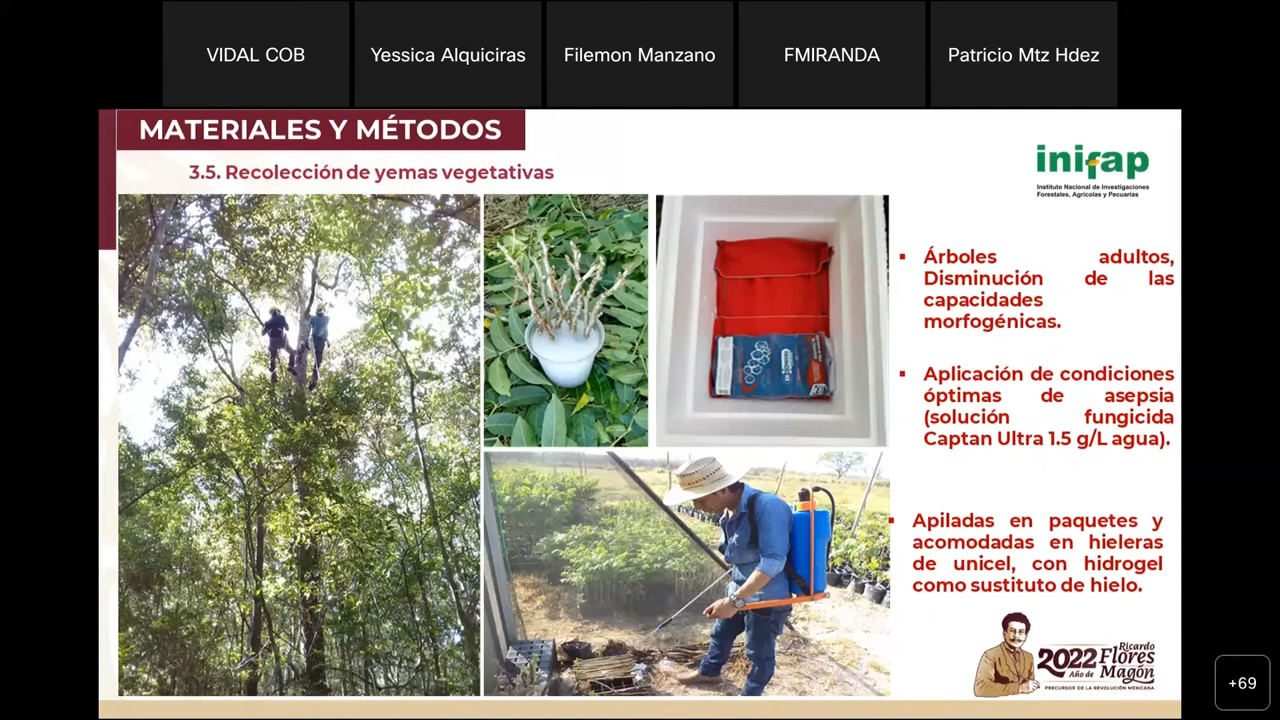 VIDAL COB
Yessica Alquiciras
Filemon Manzano
FMIRANDA
Patricio Mtz Hdez
MATERIALES Y MÉTODOS
3.5. Recolección de yemas vegetativas
inifap
Instituto Nacional de Investigaciones
Forestales, Agrícolas y Pecuarias
▪ Árboles adultos,
Disminución de las
capacidades
morfogénicas.
▪ Aplicación de condiciones
óptimas de asepsia
(solución fungicida
Captan Ultra 1.5 g/L agua).
▪ Apiladas en paquetes y
acomodadas en hieleras
de unicel, con hidrogel
como sustituto de hielo.
2022 Ricardo
Año de Flores
Magón
PRECURSOR DE LA REVOLUCIÓN MEXICANA
+69